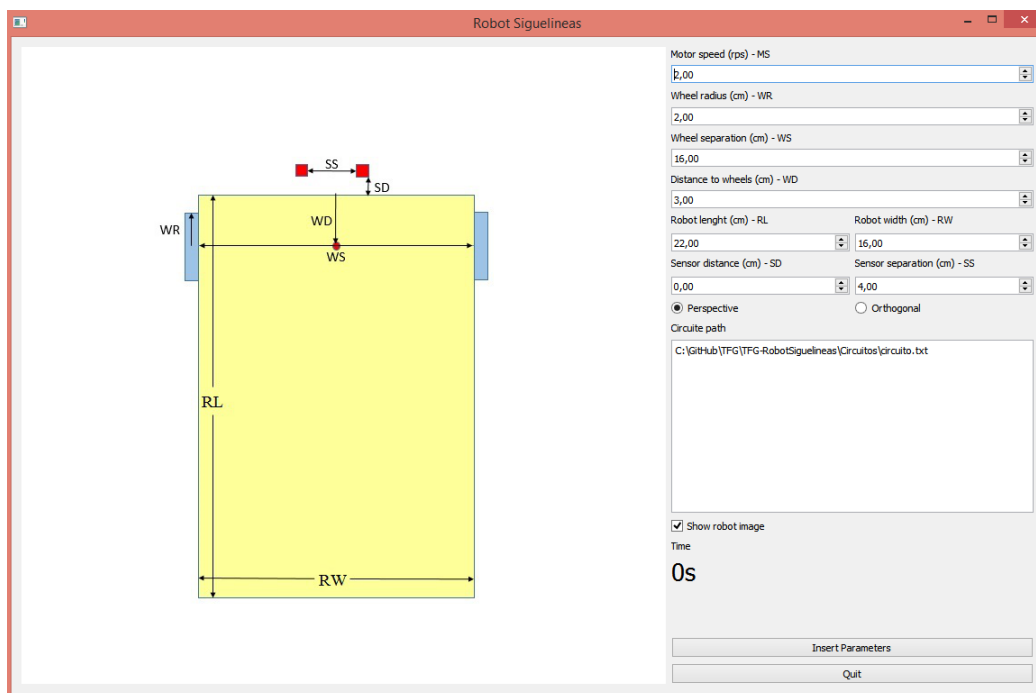 Robot Siguelineas
SS
SD
WD
WR
WS
RL
RW
Motor speed (rps) - MS
2,00
Wheel radius (cm) - WR
2,00
Wheel separation (cm) - WS
16,00
Distance to wheels (cm) - WD
3,00
Robot lenght (cm) - RL
Robot width (cm) - RW
22,00
16,00
Sensor distance (cm) - SD
Sensor separation (cm) - SS
0,00
4,00
Perspective
Orthogonal
Circuite path
C:\GitHub\TFG\TFG-RobotSiguelineas\Circuitos\circuito.txt
Show robot image
Time
0s
Insert Parameters
Quit